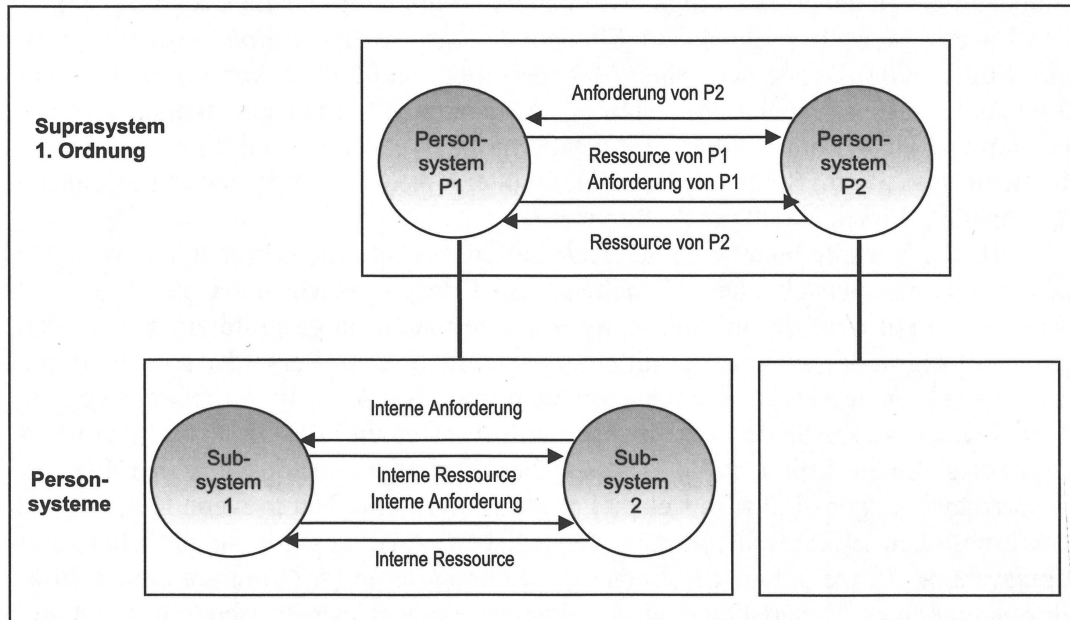 Suprasystem
1. Ordnung
Person-
system
P1
Anforderung von P2
Ressource von P1
Anforderung von P1
Ressource von P2
Person-
system
P2
Person-
systeme
Sub-
system
1
Interne Anforderung
Interne Ressource
Interne Anforderung
Interne Ressource
Sub-
system
2